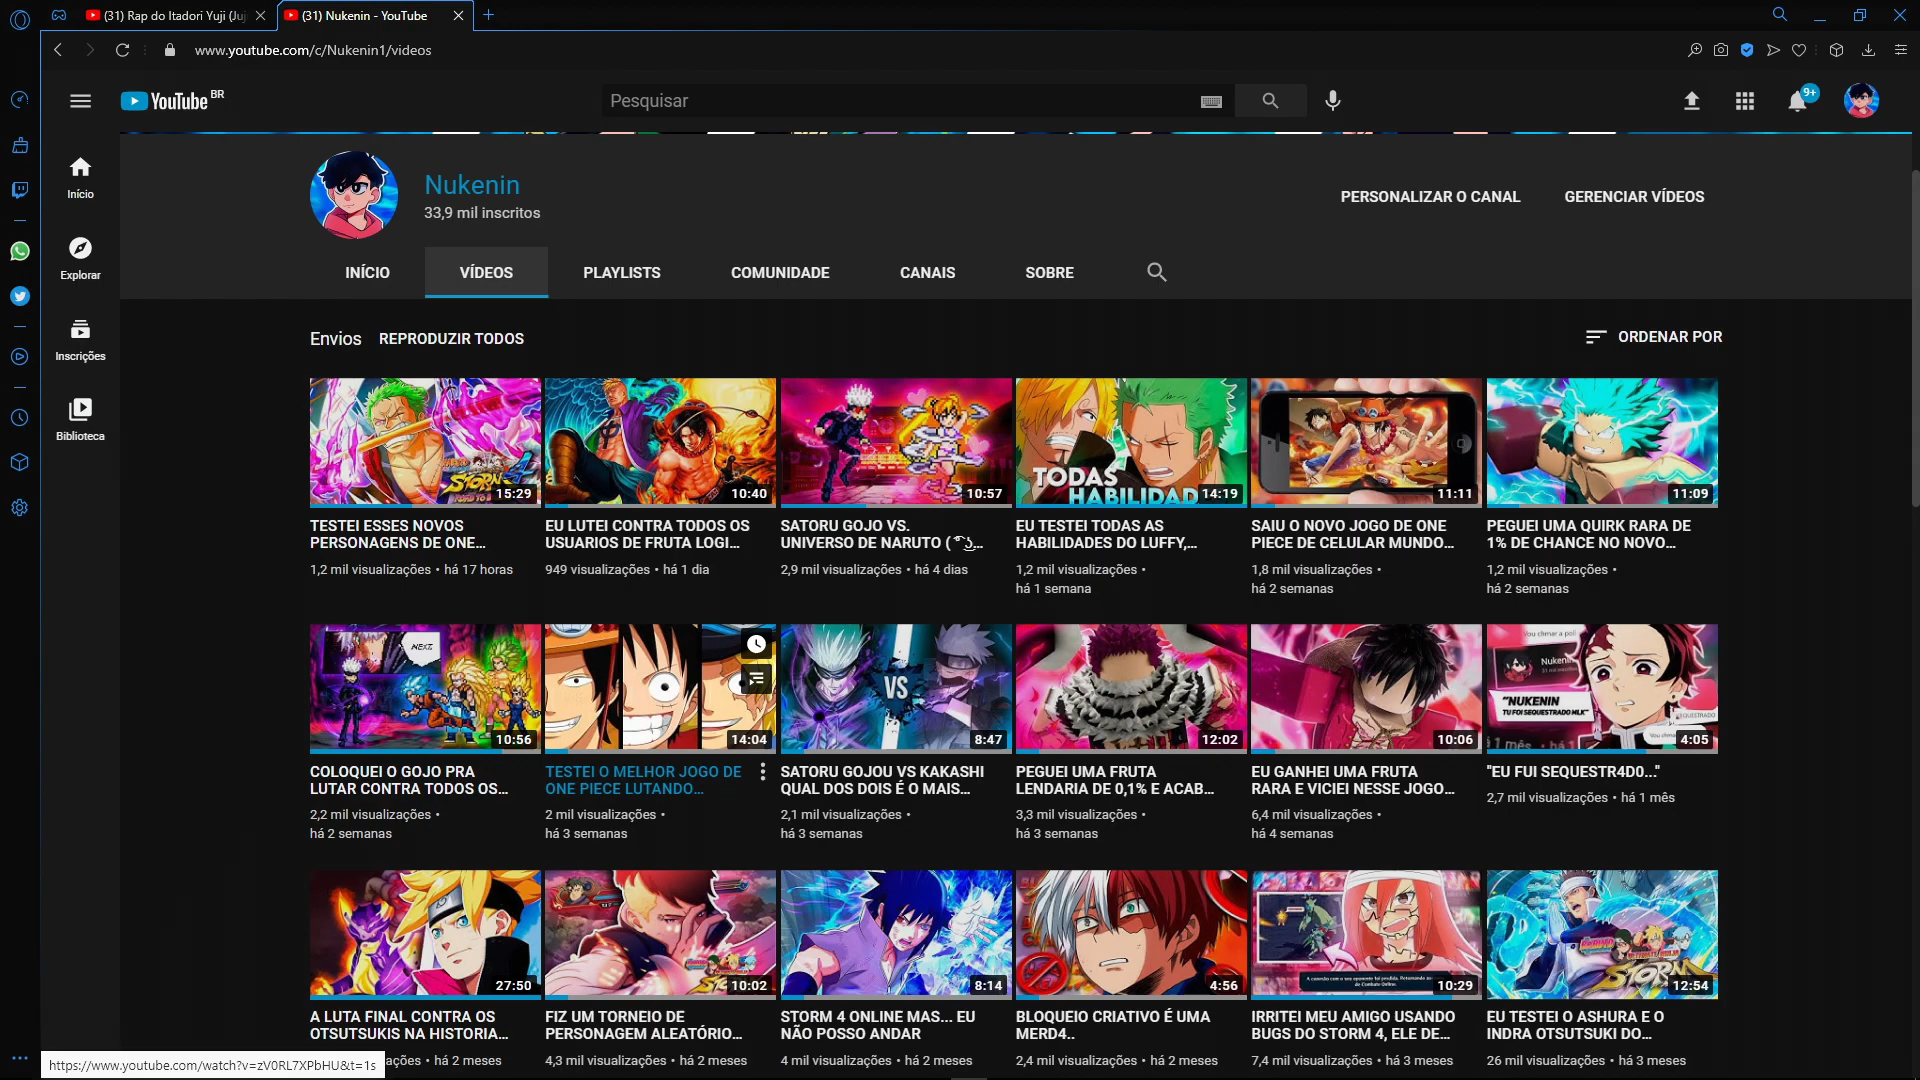 (31) Rap do Itadori Yuji (Ju
(31) Nukenin - YouTube
www.youtube.com/c/Nukenin1/videos
YouTube BR
Pesquisar
9+
Início
Explorar
Inscrições
Biblioteca
Nukenin
33,9 mil inscritos
PERSONALIZAR O CANAL
GERENCIAR VÍDEOS
INÍCIO VÍDEOS PLAYLISTS COMUNIDADE CANAIS SOBRE
Envios REPRODUZIR TODOS
ORDENAR POR
STORM 4
15:29
TESTEI ESSES NOVOS
PERSONAGENS DE ONE...
1,2 mil visualizações • há 17 horas
10:40
EU LUTEI CONTRA TODOS OS
USUARIOS DE FRUTA LOGI...
949 visualizações • há 1 dia
10:57
SATORU GOJO VS.
UNIVERSO DE NARUTO ( ͡° ͜ʖ...
2,9 mil visualizações • há 4 dias
TODAS
HABILIDAD
14:19
EU TESTEI TODAS AS
HABILIDADES DO LUFFY,...
1,2 mil visualizações •
há 1 semana
11:11
SAIU O NOVO JOGO DE ONE
PIECE DE CELULAR MUNDO...
1,8 mil visualizações •
há 2 semanas
11:09
PEGUEI UMA QUIRK RARA DE
1% DE CHANCE NO NOVO...
1,2 mil visualizações •
há 2 semanas
NEXT
10:56
COLOQUEI O GOJO PRA
LUTAR CONTRA TODOS OS...
2,2 mil visualizações •
há 2 semanas
14:04
TESTEI O MELHOR JOGO DE
ONE PIECE LUTANDO...
2 mil visualizações •
há 3 semanas
VS
8:47
SATORU GOJOU VS KAKASHI
QUAL DOS DOIS É O MAIS...
2,1 mil visualizações •
há 3 semanas
12:02
PEGUEI UMA FRUTA
LENDARIA DE 0,1% E ACAB...
3,3 mil visualizações •
há 3 semanas
10:06
EU GANHEI UMA FRUTA
RARA E VICIEI NESSE JOGO...
6,4 mil visualizações •
há 4 semanas
You chmar a poli
Nukenin
"NUKENIN
TU FOI SEQUESTRADO MLK"
EQUESTRADO
4:05
"EU FUI SEQUESTR4D0..."
2,7 mil visualizações • há 1 mês
27:50
A LUTA FINAL CONTRA OS
OTSUTSUKIS NA HISTORIA...
ações • há 2 meses
10:02
FIZ UM TORNEIO DE
PERSONAGEM ALEATÓRIO...
4,3 mil visualizações • há 2 meses
8:14
STORM 4 ONLINE MAS... EU
NÃO POSSO ANDAR
4 mil visualizações • há 2 meses
4:56
BLOQUEIO CRIATIVO É UMA
MERD4..
2,4 mil visualizações • há 2 meses
10:29
IRRITEI MEU AMIGO USANDO
BUGS DO STORM 4, ELE DE...
7,4 mil visualizações • há 3 meses
STORM
12:54
EU TESTEI O ASHURA E O
INDRA OTSUTSUKI DO...
26 mil visualizações • há 3 meses
https://www.youtube.com/watch?v=zV0RL7XPbHU&t=1s